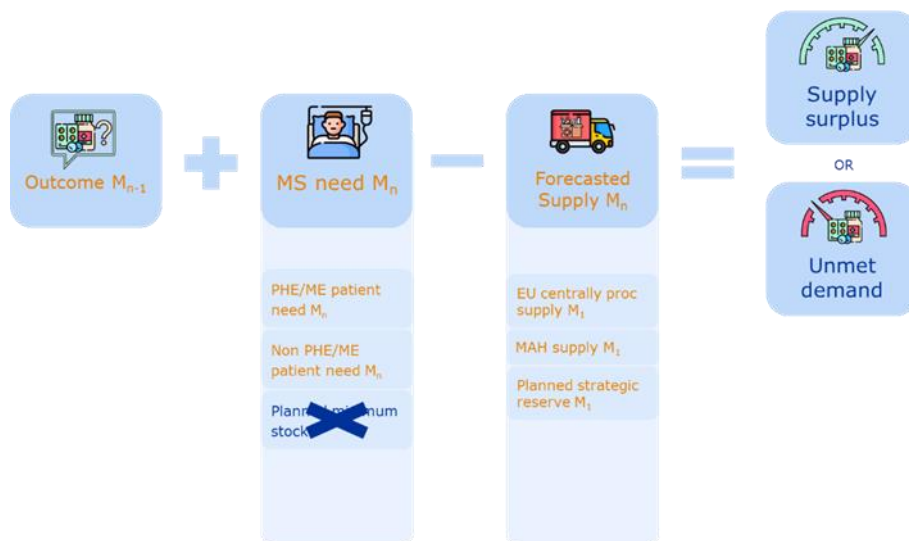 Outcome Mn-1
MS need Mn
PHE/ME patient
need Mn
Non PHE/ME
patient need Mn
minimum
stock
Forecasted
Supply Mn
EU centrally proc
supply M1
MAH supply M1
Planned strategic
reserve M1
Supply
surplus
OR
Unmet
demand